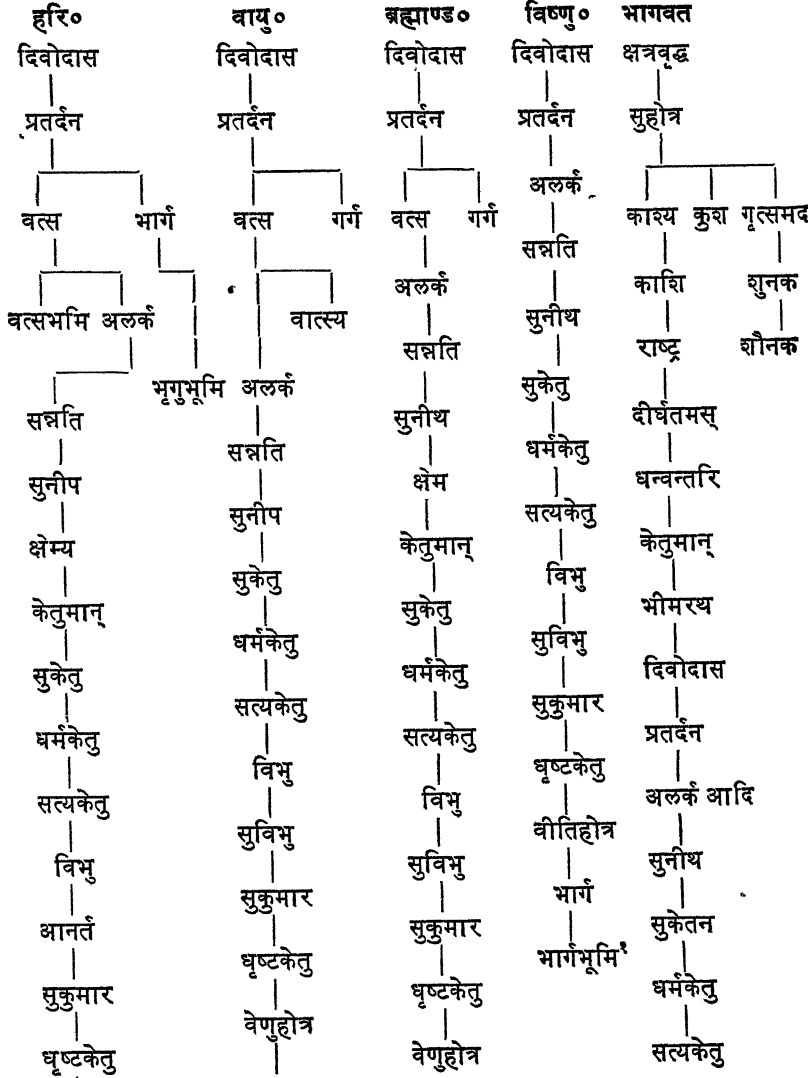 हरि० वायु० ब्रह्माण्ड० विष्णु० भागवत
दिवोदास दिवोदास दिवोदास दिवोदास क्षत्रवृद्ध
प्रतर्दन प्रतर्दन प्रतर्दन प्रतर्दन सुहोत्र
अलर्क
वत्स भार्ग वत्स गर्ग वत्स गर्ग काश्य कुश गृत्समद
सन्नति
अलर्क काशि शुनक
वत्सभमि अलर्क वात्स्य सुनीथ
सन्नति राष्ट्र शौनक
भृगुभूमि अलर्क सुकेतु
सन्नति सुनीथ दीर्घतमस्
सन्नति धर्मकेतु
सुनीप क्षेम धन्वन्तरि
सुनीप सत्यकेतु
क्षेम्य केतुमान् केतुमान्
सुकेतु विभु
केतुमान् सुकेतु भीमरथ
धर्मकेतु सुविभु
सुकेतु धर्मकेतु दिवोदास
सत्यकेतु सुकुमार
धर्मकेतु सत्यकेतु प्रतर्दन
विभु धृष्टकेतु
सत्यकेतु विभु अलर्क आदि
सुविभु वीतिहोत्र
विभु सुविभु सुनीथ
सुकुमार भार्ग
आनर्त सुकुमार सुकेतन
धृष्टकेतु भार्गभूमि१
सुकुमार धृष्टकेतु धर्मकेतु
वेणुहोत्र
धृष्टकेतु वेणुहोत्र सत्यकेतु